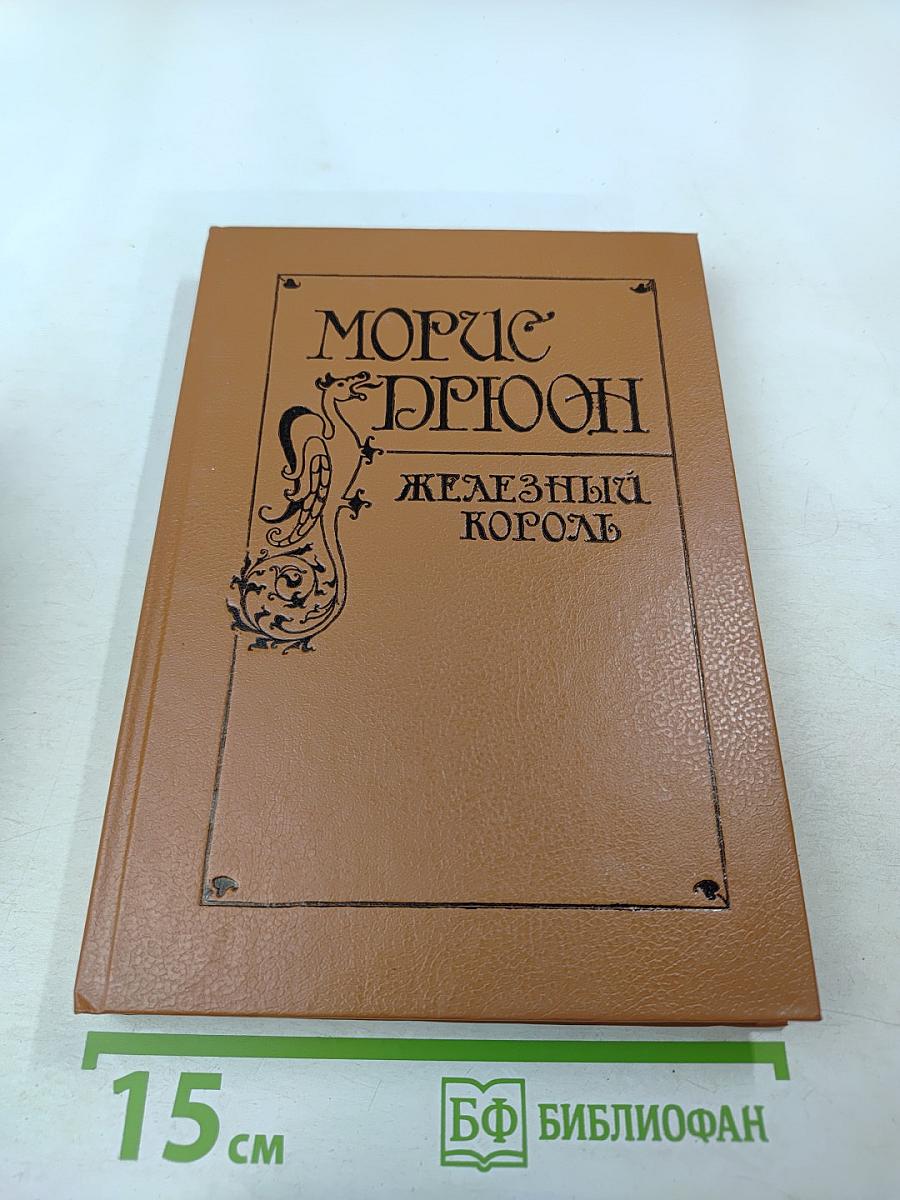 МОРИС
ДРЮОН
ЖЕЛЕЗНЫЙ
КОРОЛЬ
15 см
БФ БИБЛИОФАН